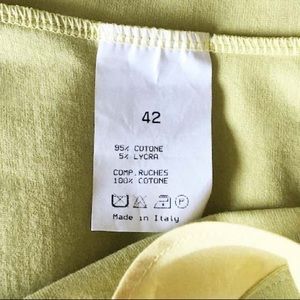 42
95% COTONE
5% LYCRA
COMP. RUCHES
100% COTONE
Made in Italy